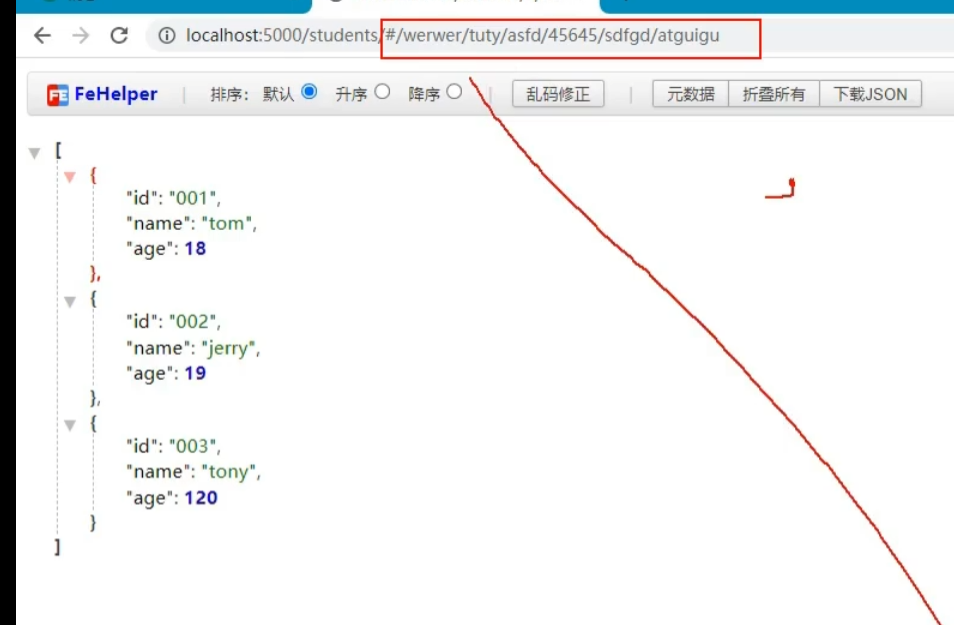 localhost:5000/students/#/werwer/tuty/asfd/45645/sdfgd/atguigu
FeHelper | 排序: 默认 升序 降序 | 乱码修正 | 元数据 折叠所有 下载JSON
[
{
"id": "001",
"name": "tom",
"age": 18
},
{
"id": "002",
"name": "jerry",
"age": 19
},
{
"id": "003",
"name": "tony",
"age": 120
}
]